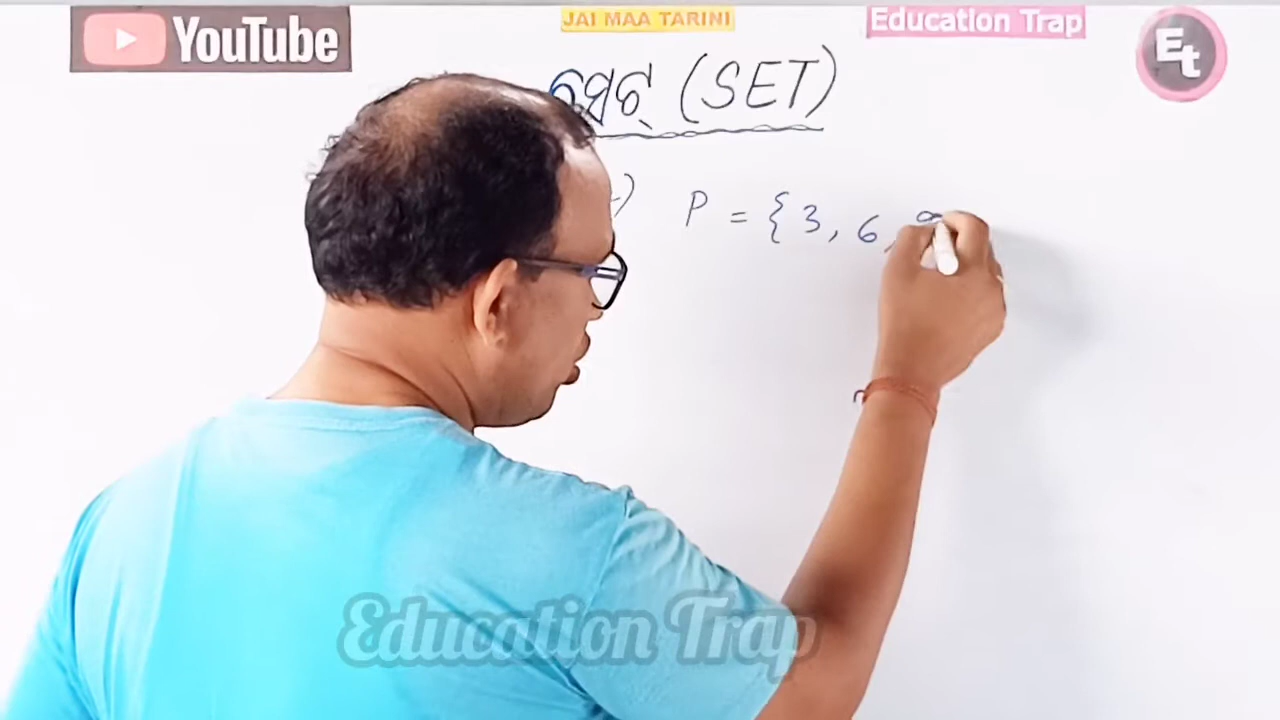 YouTube
JAI MAA TARINI
Education Trap
Et
ସେଟ୍ (SET)
P = {3, 6,
Education Trap